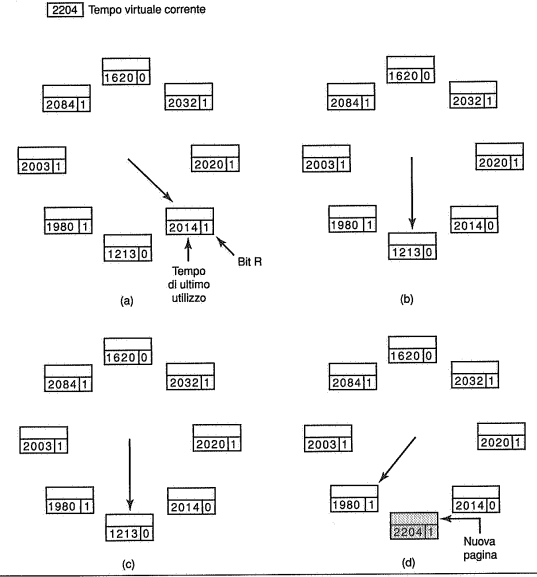 2204 Tempo virtuale corrente
1620 0
2084 1
2032 1
2003 1
2020 1
1980 1
2014 1
1213 0
Tempo
di ultimo
utilizzo
Bit R
(a)
1620 0
2084 1
2032 1
2003 1
2020 1
1980 1
2014 0
1213 0
(b)
1620 0
2084 1
2032 1
2003 1
2020 1
1980 1
2014 0
1213 0
(c)
1620 0
2084 1
2032 1
2003 1
2020 1
1980 1
2014 0
2204 1
Nuova
pagina
(d)